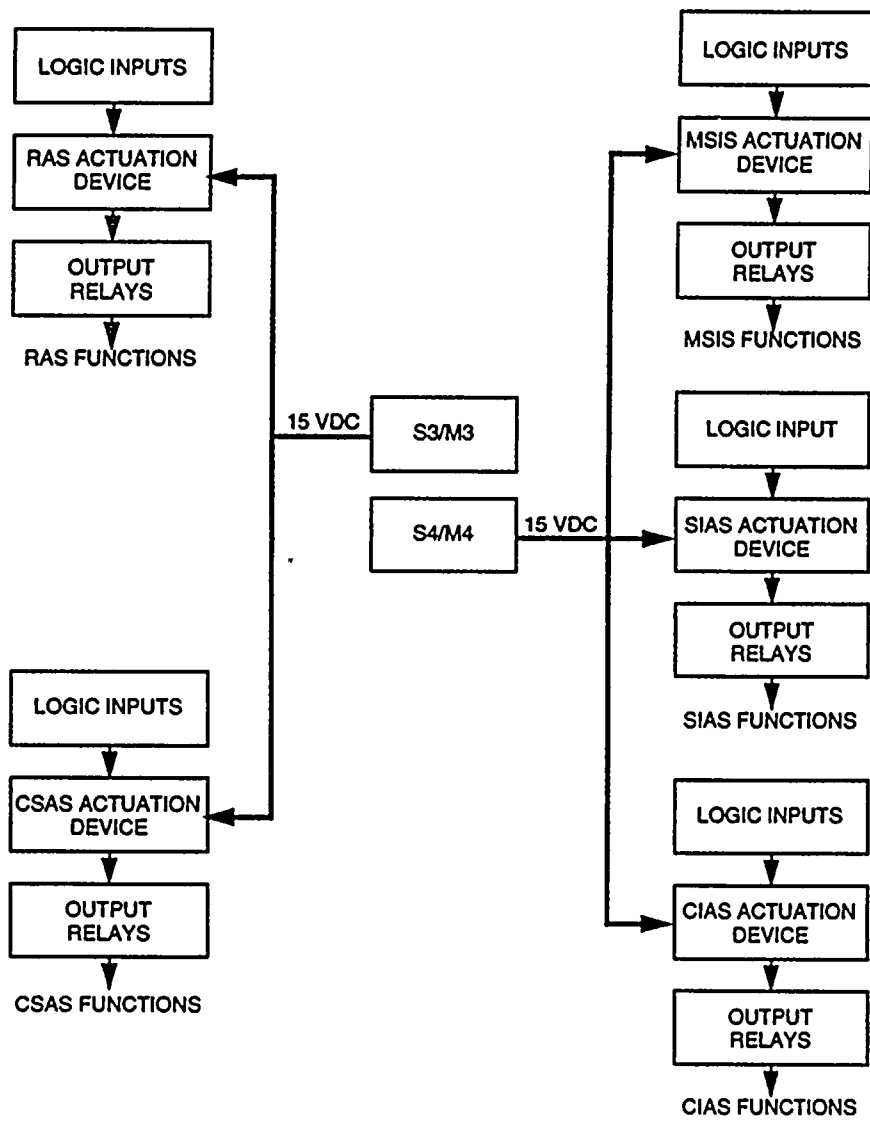 LOGIC INPUTS
RAS ACTUATION
DEVICE
OUTPUT
RELAYS
RAS FUNCTIONS
LOGIC INPUTS
MSIS ACTUATION
DEVICE
OUTPUT
RELAYS
MSIS FUNCTIONS
15 VDC
S3/M3
S4/M4
15 VDC
LOGIC INPUT
SIAS ACTUATION
DEVICE
OUTPUT
RELAYS
SIAS FUNCTIONS
LOGIC INPUTS
CSAS ACTUATION
DEVICE
OUTPUT
RELAYS
CSAS FUNCTIONS
LOGIC INPUTS
CIAS ACTUATION
DEVICE
OUTPUT
RELAYS
CIAS FUNCTIONS